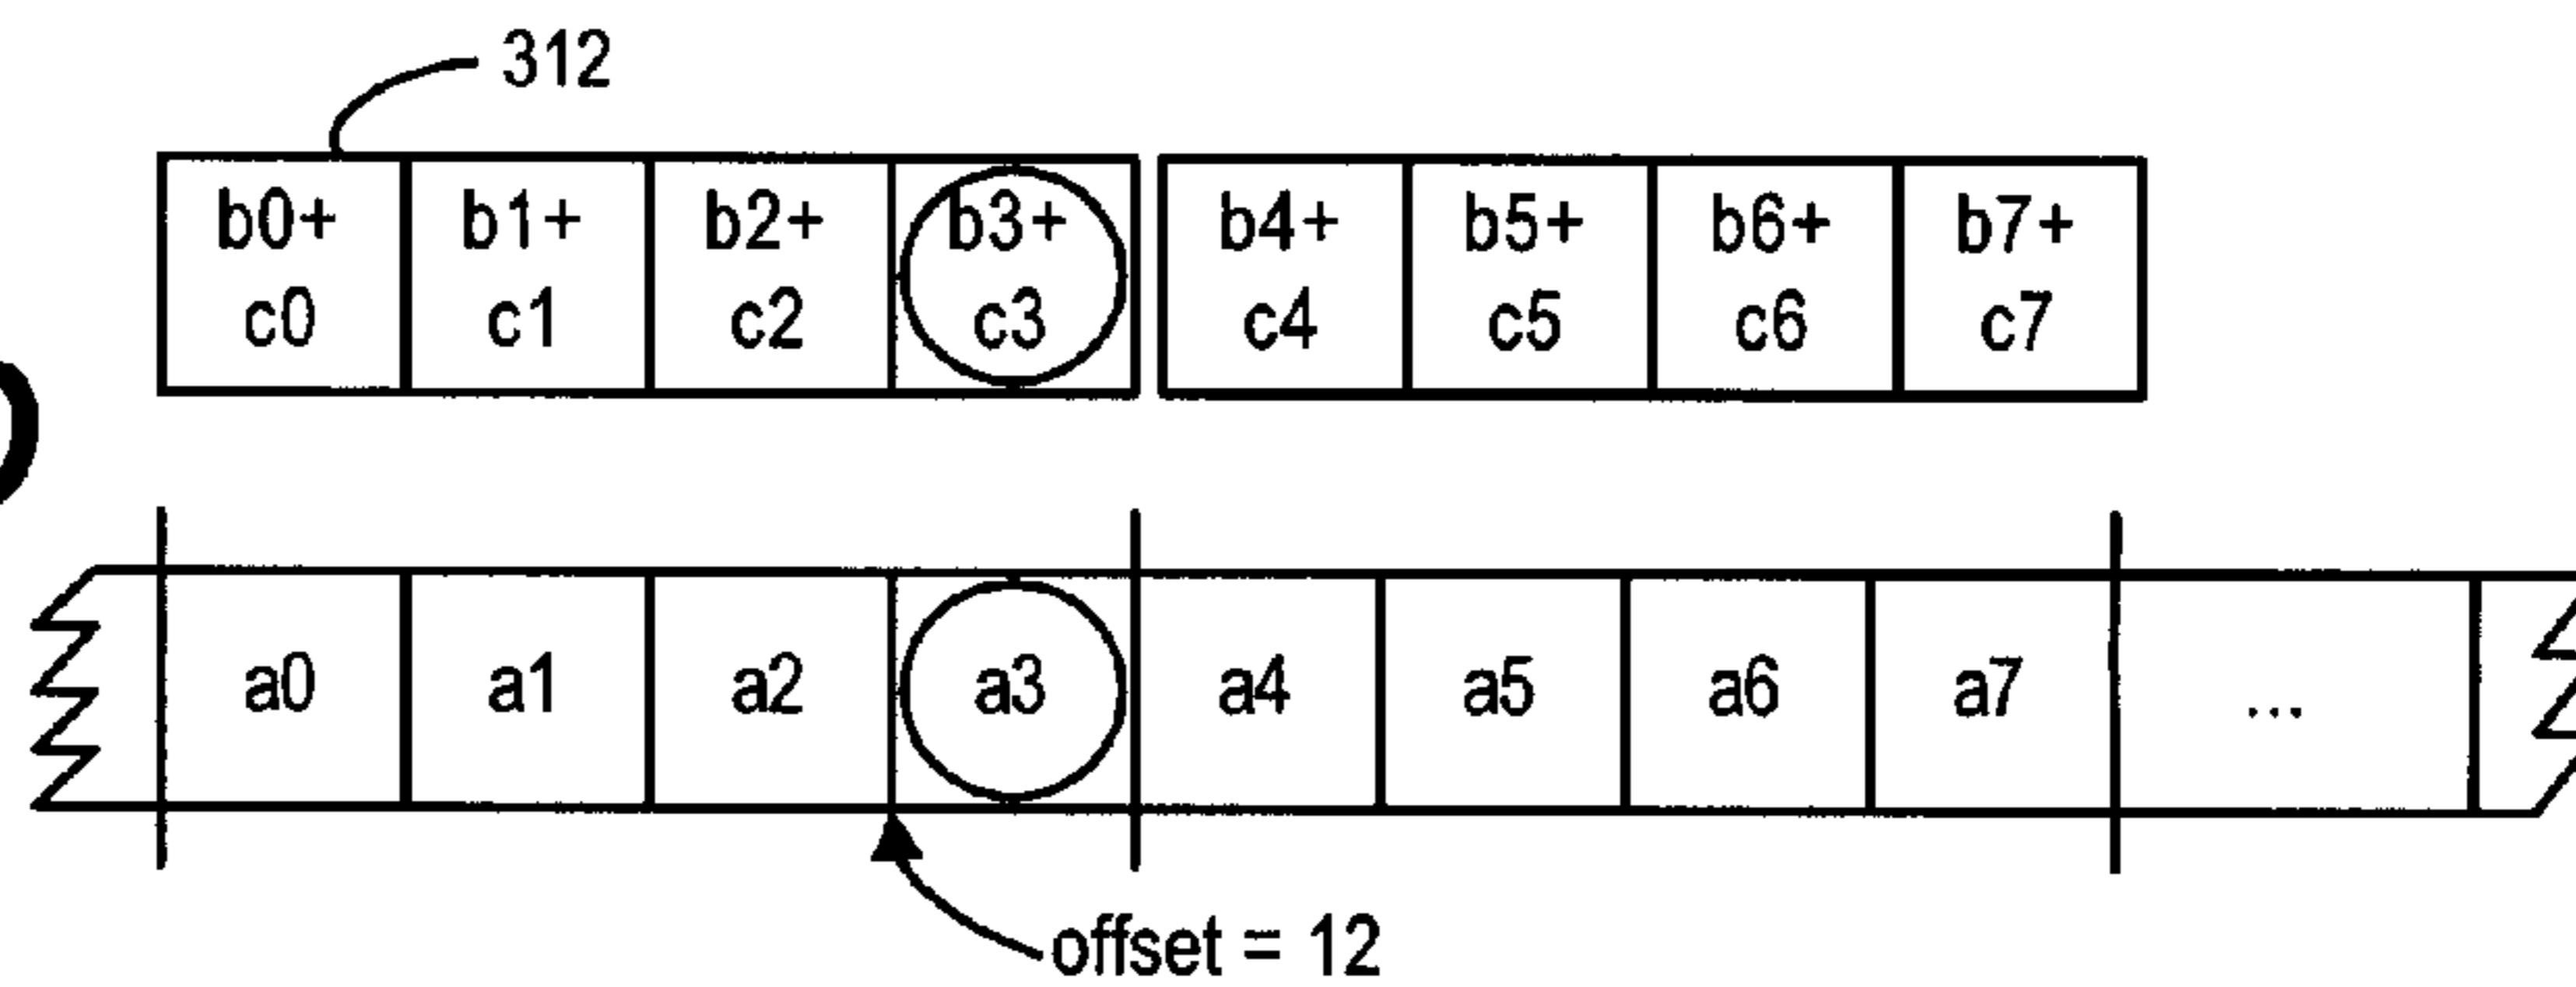 312
b0+ b1+ b2+ b3+ b4+ b5+ b6+ b7+
c0 c1 c2 c3 c4 c5 c6 c7
a0 a1 a2 a3 a4 a5 a6 a7 ...
offset = 12